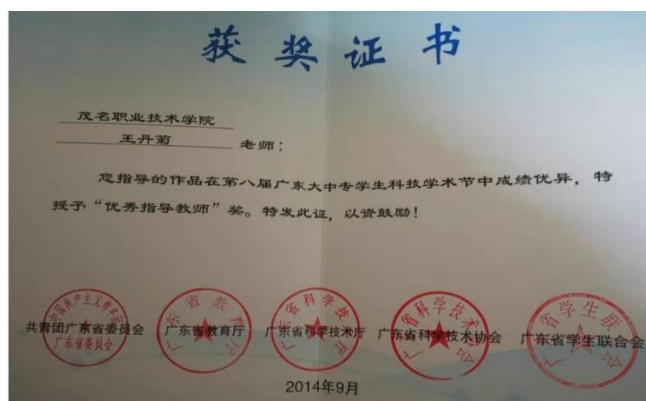 获奖证书
茂名职业技术学院
王丹菊 老师：
您指导的作品在第八届广东大中专学生科技学术节中成绩优异，特
授予“优秀指导教师”奖。特发此证，以资鼓励！
共青团广东省委员会 广东省教育厅 广东省科学技术厅 广东省科学技术协会 广东省学生联合会
2014年9月